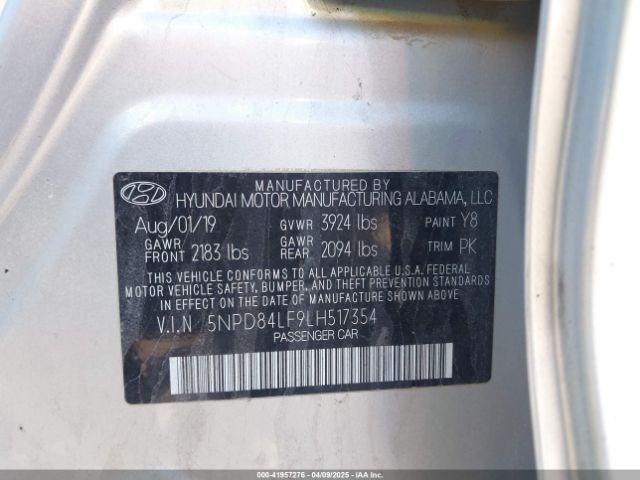 MANUFACTURED BY
HYUNDAI MOTOR MANUFACTURING ALABAMA, LLC
Aug/01/19 GVWR 3924 lbs PAINT Y8
GAWR FRONT 2183 lbs GAWR REAR 2094 lbs TRIM PK
THIS VEHICLE CONFORMS TO ALL APPLICABLE U.S.A. FEDERAL
MOTOR VEHICLE SAFETY, BUMPER, AND THEFT PREVENTION STANDARDS
IN EFFECT ON THE DATE OF MANUFACTURE SHOWN ABOVE.
V.I.N 5NPD84LF9LH517354
PASSENGER CAR
000-41957276 - 04/09/2025 - IAAI.COM